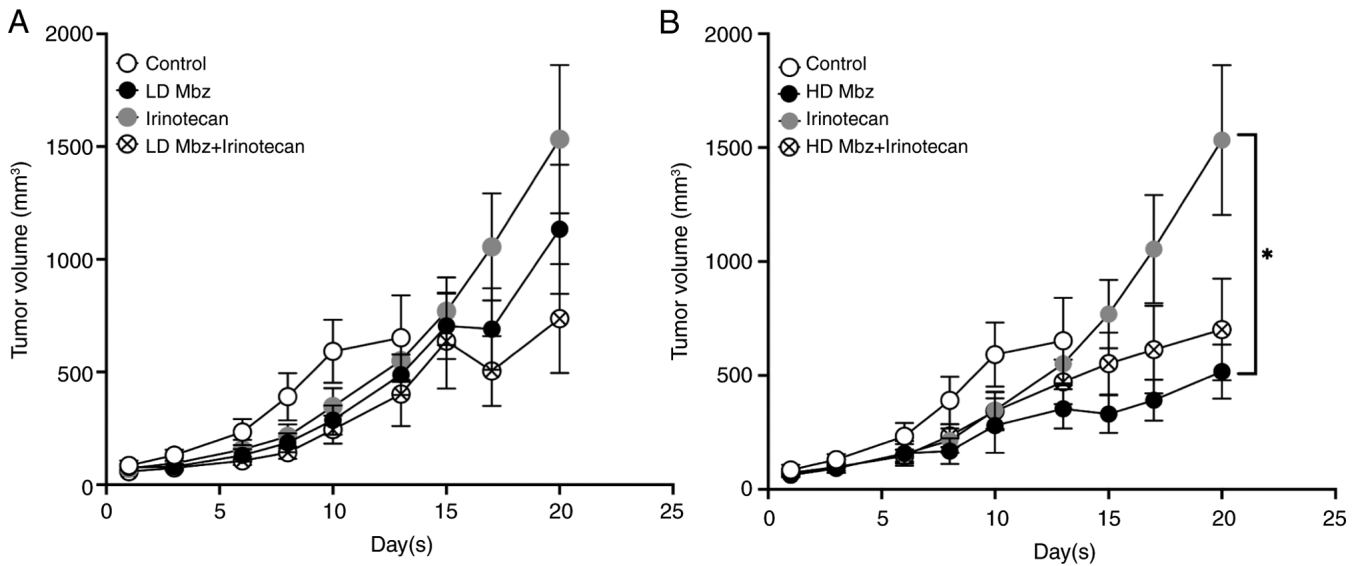 A
Tumor volume (mm³)
2000
1500
1000
500
0
Control
LD Mbz
Irinotecan
LD Mbz+Irinotecan
0 5 10 15 20 25
Day(s)
B
Tumor volume (mm³)
2000
1500
1000
500
0
Control
HD Mbz
Irinotecan
HD Mbz+Irinotecan
*
0 5 10 15 20 25
Day(s)